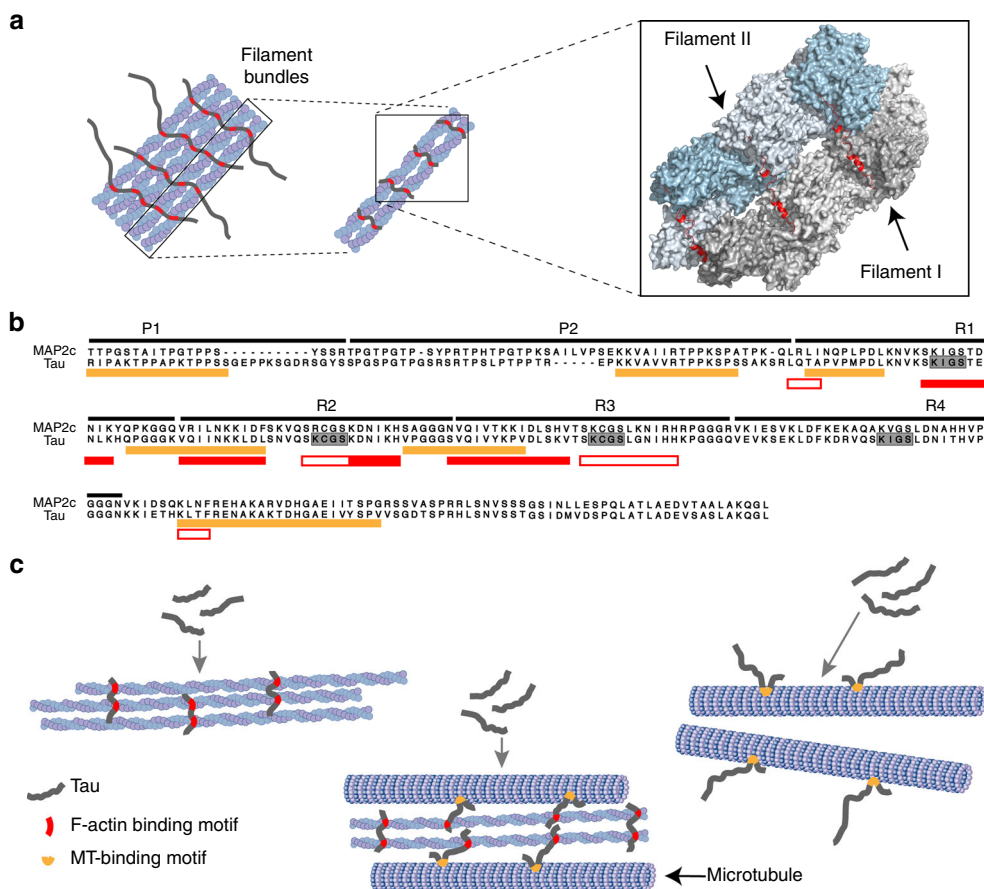 a
Filament bundles
Filament II
Filament I
b
P1 P2 R1
MAP2c TTPGSTAITPGTPPS----------YSSRTPGTPGTP-SYPRTPHTPGTPKSAILVPSEKKVAIIRTPPKSPATPK-QLRLINQPLPDLKNVKSKIGSTD
Tau RIPAKTPPAPKTPPSSGEPPKSGDRSGYSSPGSPGTPGSRSRTPSLPTPPTR-----EPKKVAVVRTPPKSPSSAKSRLQTAPVPMPDLKNVKSKIGSTE
R2 R3 R4
MAP2c NIKYQPKGGQVRILNKKIDFSKVQSRCGSKDNIKHSAGGGNVQIVTKKIDLSHVTSKCGSLKNIRHRPGGGRVKIESVKLDFKEKAQAKVGSLDNAHHVP
Tau NLKHQPGGGKVQIINKKLDLSNVQSKCGSKDNIKHVPGGGSVQIVYKPVDLSKVTSKCGSLGNIHHKPGGGQVEVKSEKLDFKDRVQSKIGSLDNITHVP
MAP2c GGGNVKIDSQKLNFREHAKARVDHGAEIITSPGRSSVASPRRLSNVSSSGSINLLESPQLATLAEDVTAALAKQGL
Tau GGGNKKIETHKLTFRENAKAKTDHGAEIVYSPVVSGDTSPRHLSNVSSTGSIDMVDSPQLATLADEVSASLAKQGL
c
Tau
F-actin binding motif
MT-binding motif
Microtubule